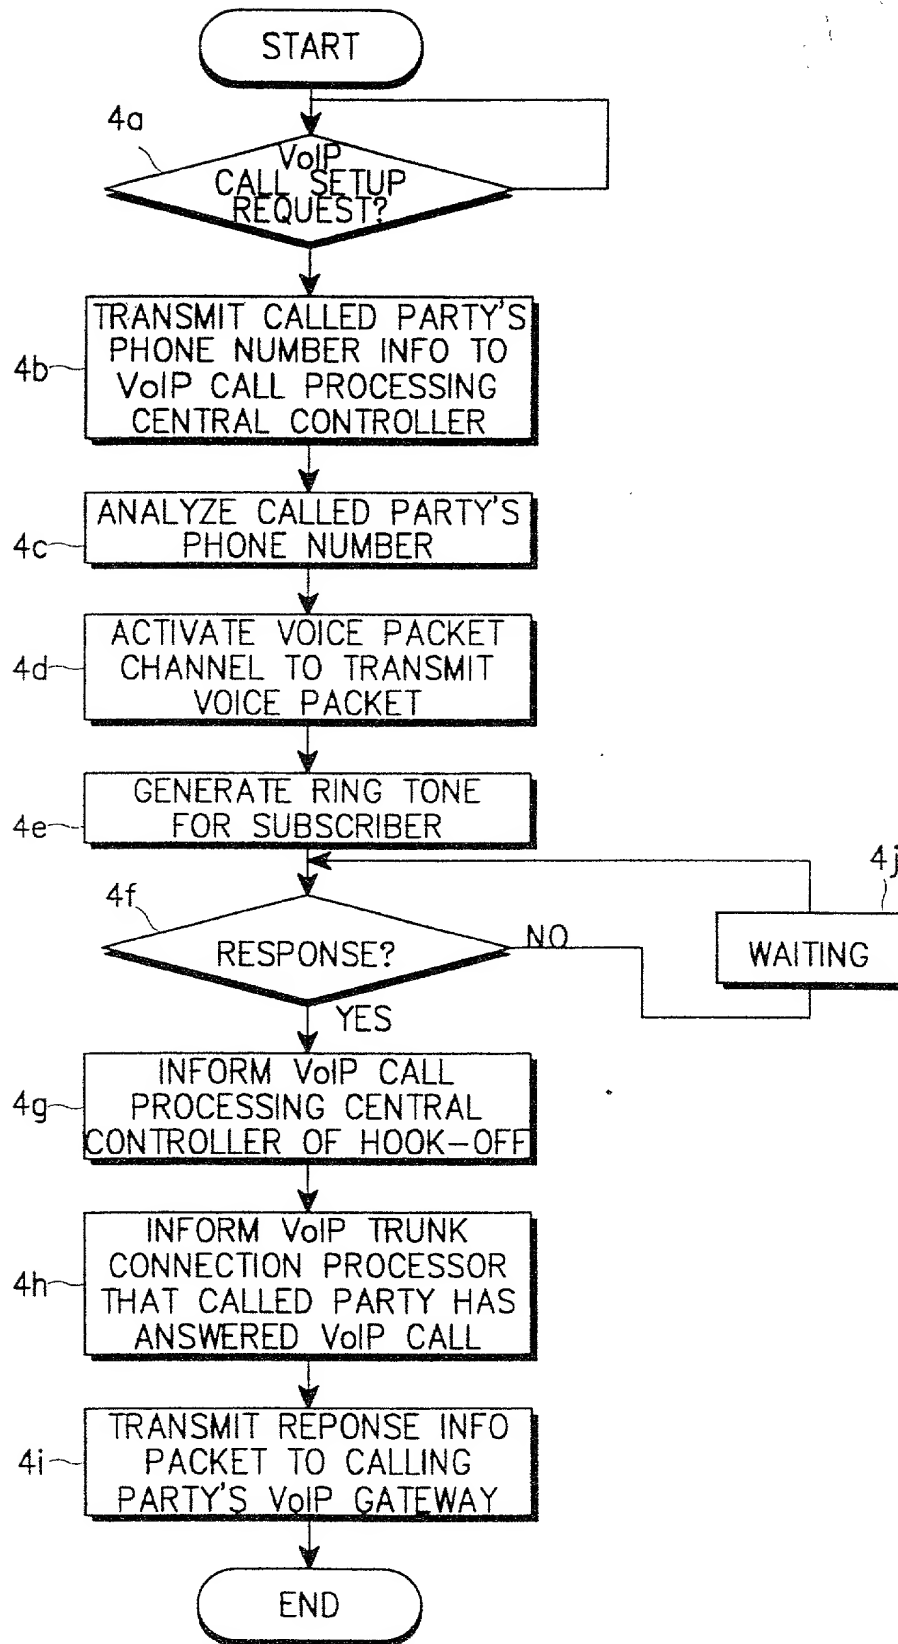 START
4a
VoIP
CALL SETUP
REQUEST?
TRANSMIT CALLED PARTY'S
PHONE NUMBER INFO TO
VoIP CALL PROCESSING
CENTRAL CONTROLLER
4b
ANALYZE CALLED PARTY'S
PHONE NUMBER
4c
ACTIVATE VOICE PACKET
CHANNEL TO TRANSMIT
VOICE PACKET
4d
GENERATE RING TONE
FOR SUBSCRIBER
4e
4f
4j
RESPONSE?
NO
WAITING
YES
INFORM VoIP CALL
PROCESSING CENTRAL
CONTROLLER OF HOOK-OFF
4g
INFORM VoIP TRUNK
CONNECTION PROCESSOR
THAT CALLED PARTY HAS
ANSWERED VoIP CALL
4h
TRANSMIT REPONSE INFO
PACKET TO CALLING
PARTY'S VoIP GATEWAY
4i
END